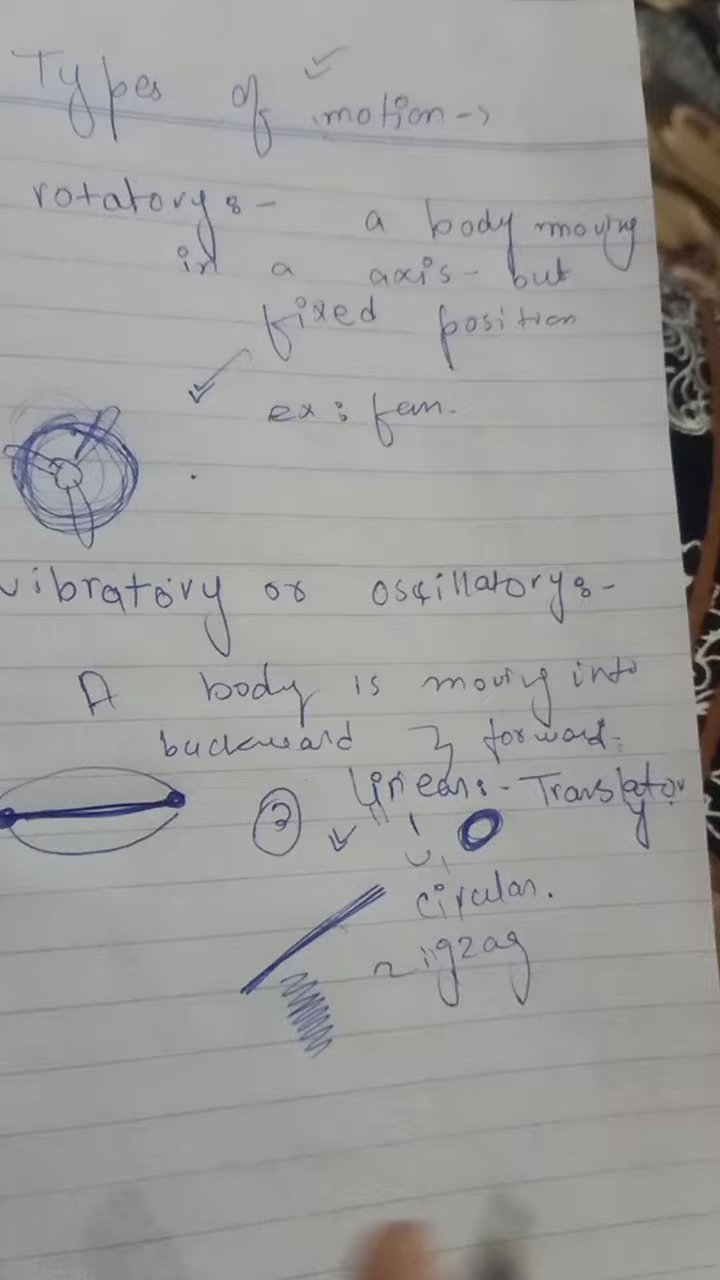 Types of motion →
rotatory :- a body moving
in a axis - but
fixed position
ex : fan.
vibratory or oscillatory :-
A body is moving into
backward & forward.
③ linear :- Translatory
circular.
zigzag